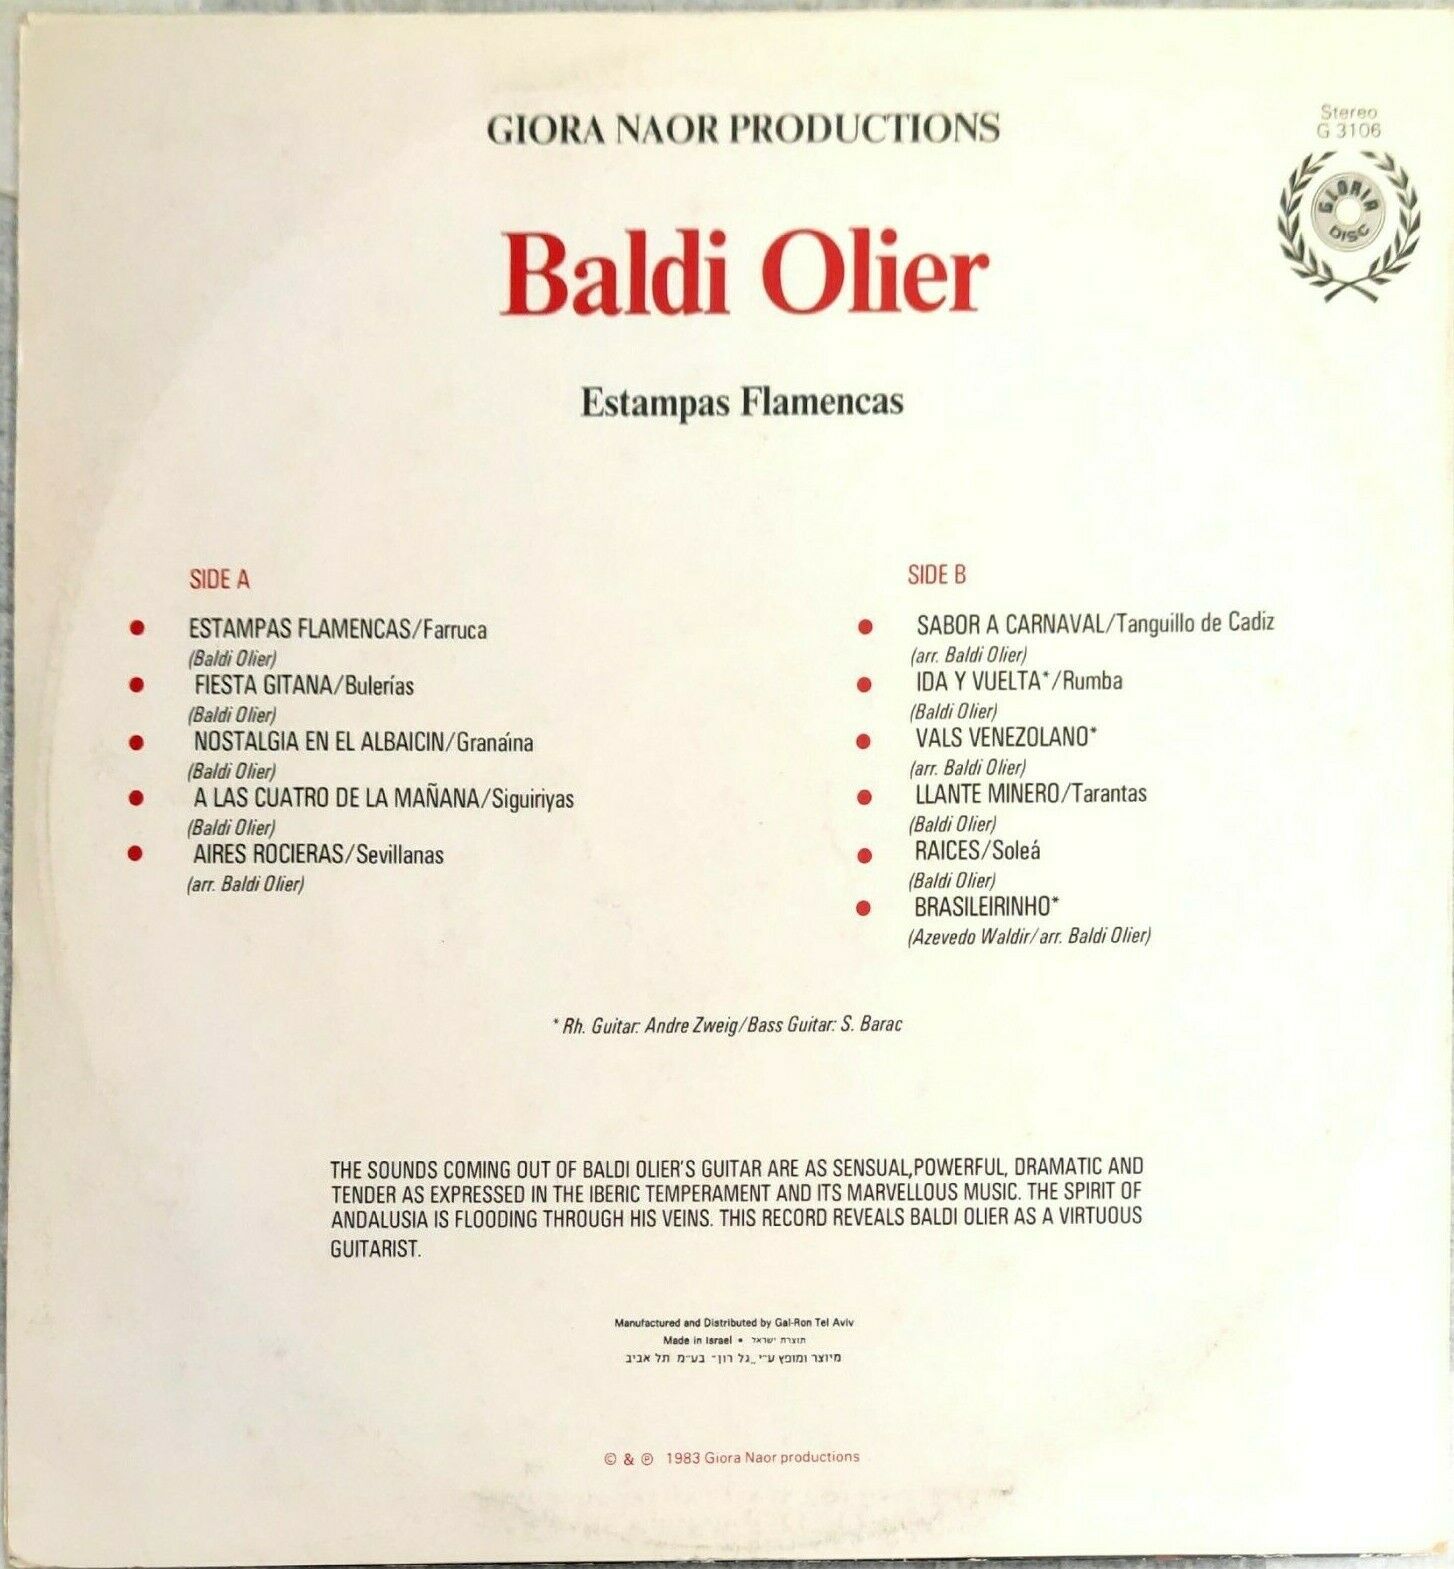 GIORA NAOR PRODUCTIONS
Stereo
G 3106
GLORIA
DISC
Baldi Olier
Estampas Flamencas
SIDE A
ESTAMPAS FLAMENCAS/Farruca
(Baldi Olier)
FIESTA GITANA/Bulerías
(Baldi Olier)
NOSTALGIA EN EL ALBAICIN/Granaína
(Baldi Olier)
A LAS CUATRO DE LA MAÑANA/Siguiriyas
(Baldi Olier)
AIRES ROCIERAS/Sevillanas
(arr. Baldi Olier)
SIDE B
SABOR A CARNAVAL/Tanguillo de Cadiz
(arr. Baldi Olier)
IDA Y VUELTA*/Rumba
(Baldi Olier)
VALS VENEZOLANO*
(arr. Baldi Olier)
LLANTE MINERO/Tarantas
(Baldi Olier)
RAICES/Soleá
(Baldi Olier)
BRASILEIRINHO*
(Azevedo Waldir/arr. Baldi Olier)
* Rh. Guitar: Andre Zweig/Bass Guitar: S. Barac
THE SOUNDS COMING OUT OF BALDI OLIER'S GUITAR ARE AS SENSUAL,POWERFUL, DRAMATIC AND
TENDER AS EXPRESSED IN THE IBERIC TEMPERAMENT AND ITS MARVELLOUS MUSIC. THE SPIRIT OF
ANDALUSIA IS FLOODING THROUGH HIS VEINS. THIS RECORD REVEALS BALDI OLIER AS A VIRTUOUS
GUITARIST.
Manufactured and Distributed by Gal-Ron Tel Aviv
Made in Israel • תוצרת ישראל
מיוצר ומופץ ע״י „גל רון״ בע״מ תל אביב
© & ℗ 1983 Giora Naor productions